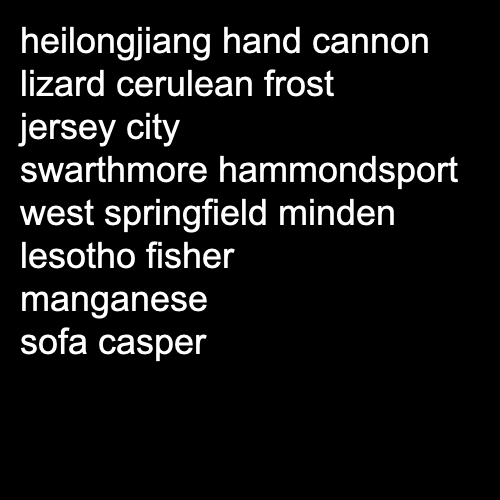 heilongjiang hand cannon
lizard cerulean frost
jersey city
swarthmore hammondsport
west springfield minden
lesotho fisher
manganese
sofa casper